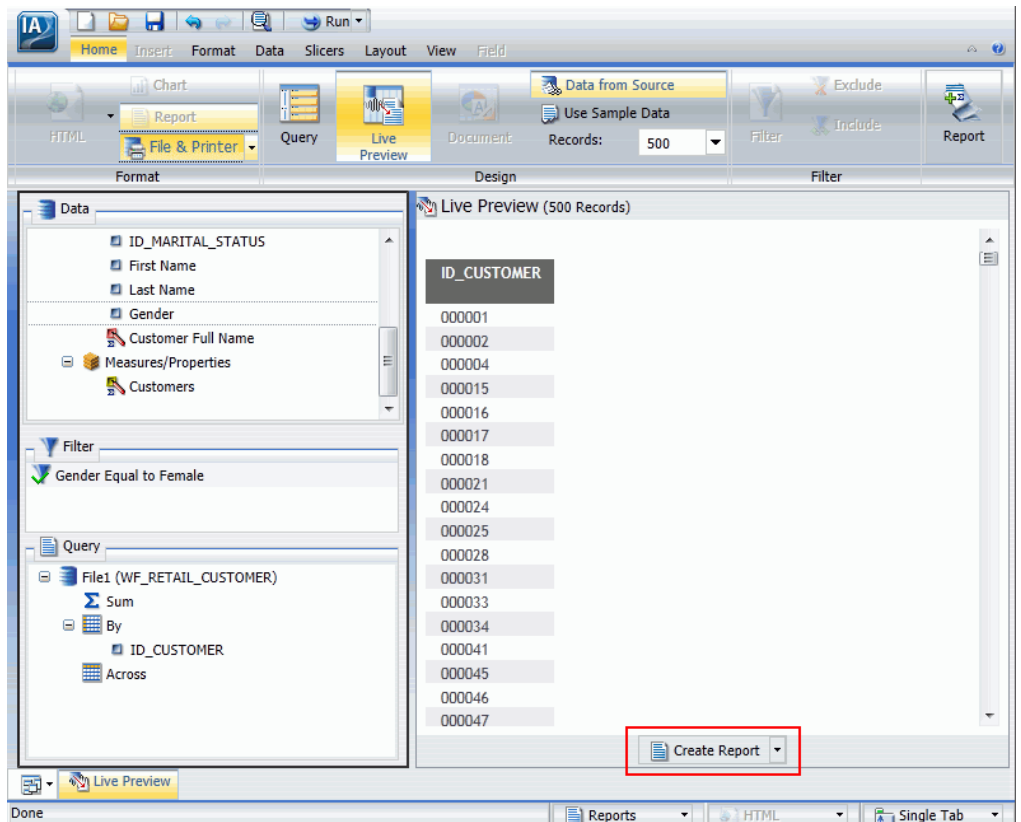 IA
Run
Home Insert Format Data Slicers Layout View Field
HTML
Chart
Report
File & Printer
Query
Live Preview
Document
Data from Source
Use Sample Data
Records: 500
Filter
Exclude
Include
Report
Format Design Filter
Data
ID_MARITAL_STATUS
First Name
Last Name
Gender
Customer Full Name
Measures/Properties
Customers
Filter
Gender Equal to Female
Query
File1 (WF_RETAIL_CUSTOMER)
Sum
By
ID_CUSTOMER
Across
Live Preview (500 Records)
ID_CUSTOMER
000001
000002
000004
000015
000016
000017
000018
000021
000024
000025
000028
000031
000033
000034
000041
000045
000046
000047
Create Report
Live Preview
Done Reports HTML Single Tab